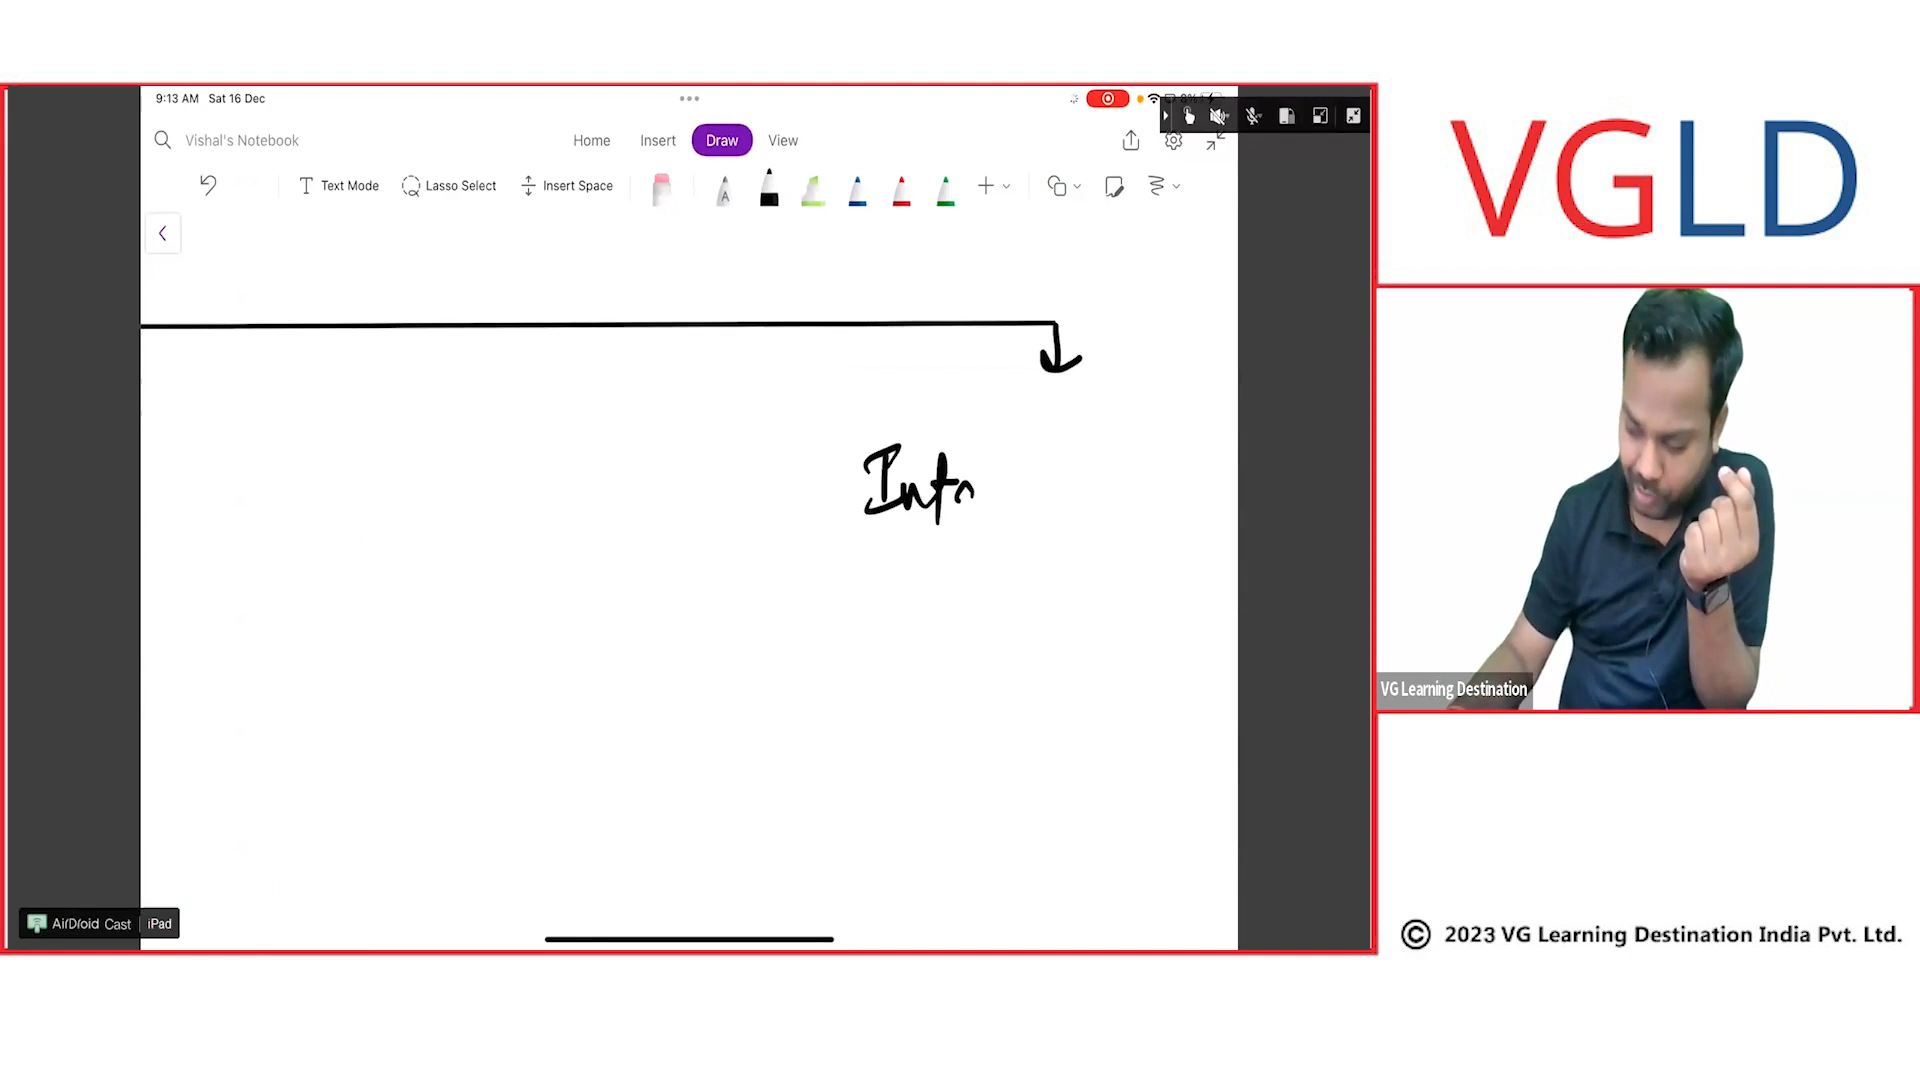 9:13 AM Sat 16 Dec
8%
Vishal's Notebook
Home Insert Draw View
Text Mode Lasso Select Insert Space
A
VGLD
VG Learning Destination
AirDroid Cast iPad
© 2023 VG Learning Destination India Pvt. Ltd.